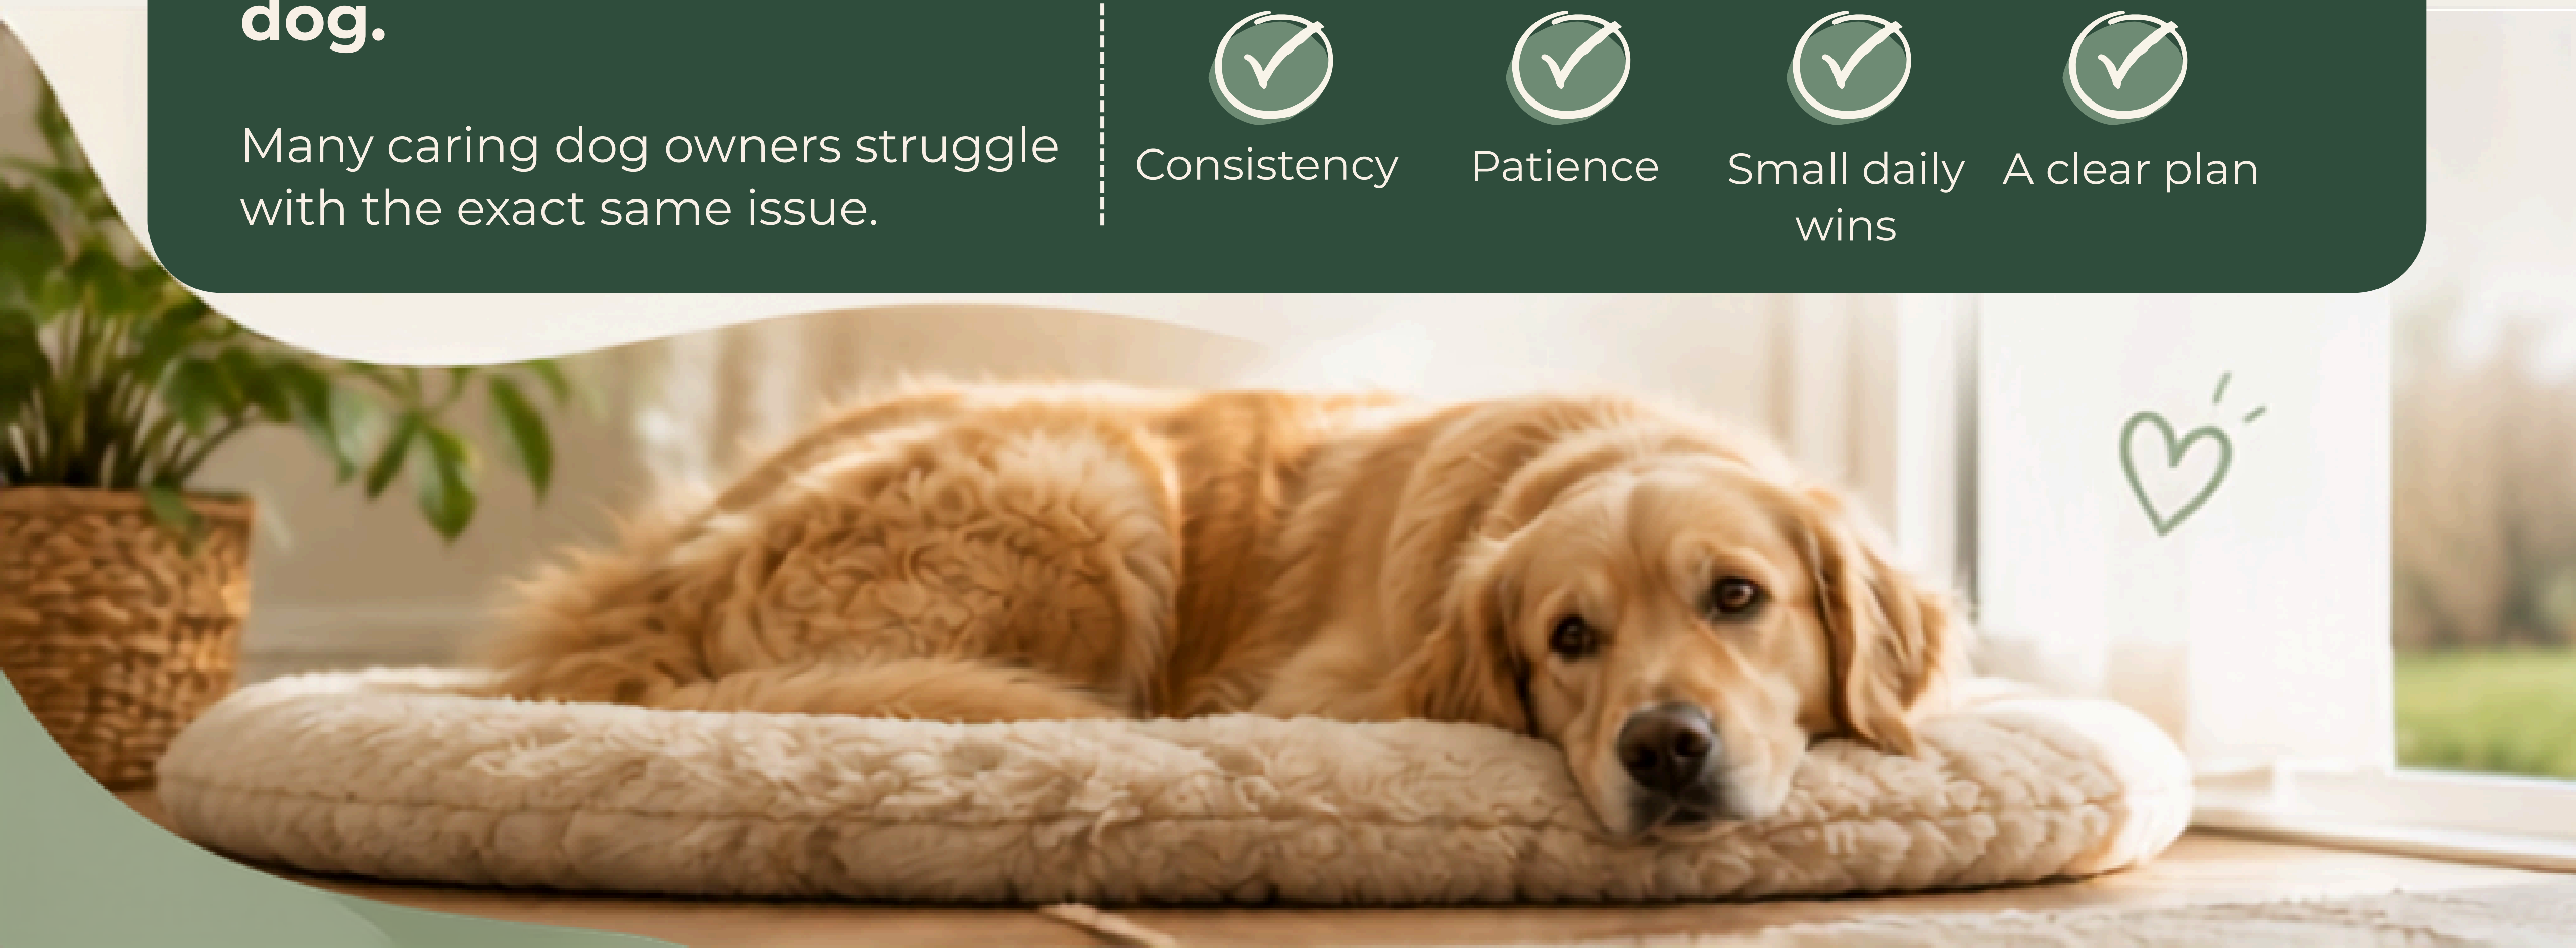 dog.
Many caring dog owners struggle
with the exact same issue.
Consistency
Patience
Small daily
wins
A clear plan